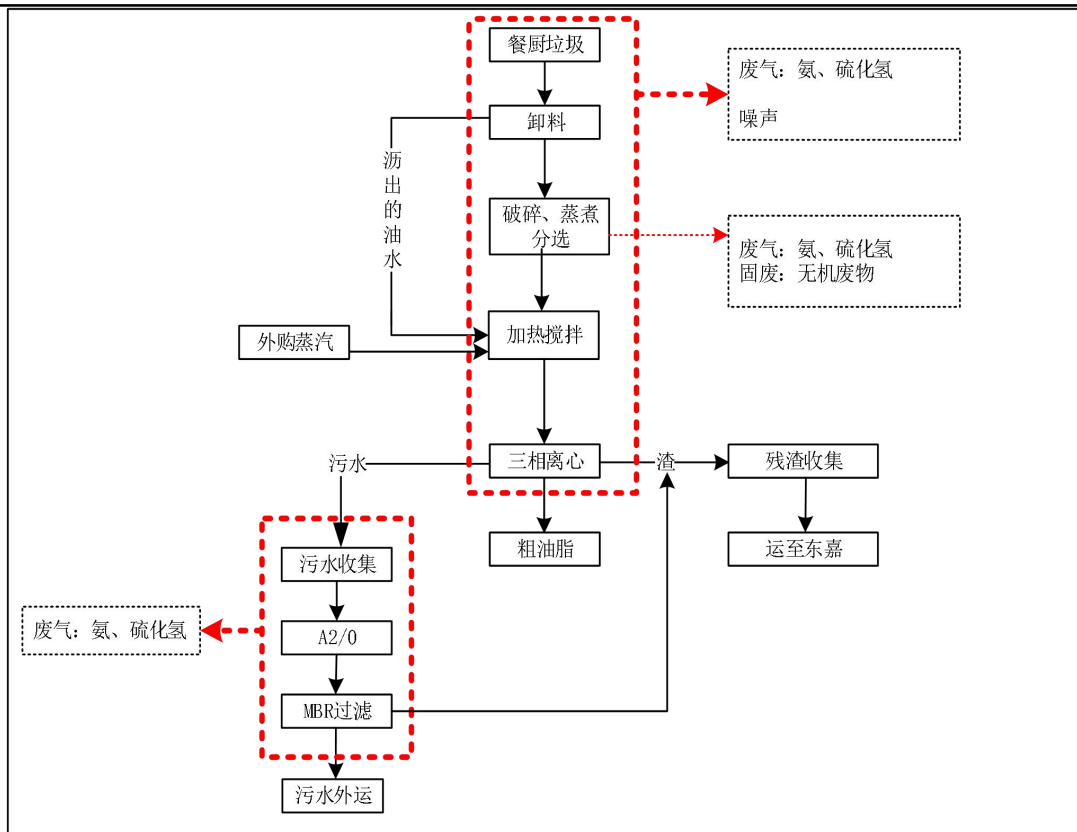 餐厨垃圾
废气：氨、硫化氢
噪声
卸料
沥出的油水
破碎、蒸煮
分选
废气：氨、硫化氢
固废：无机废物
外购蒸汽
加热搅拌
污水
三相离心
渣
残渣收集
粗油脂
运至东嘉
污水收集
废气：氨、硫化氢
A2/0
MBR过滤
污水外运